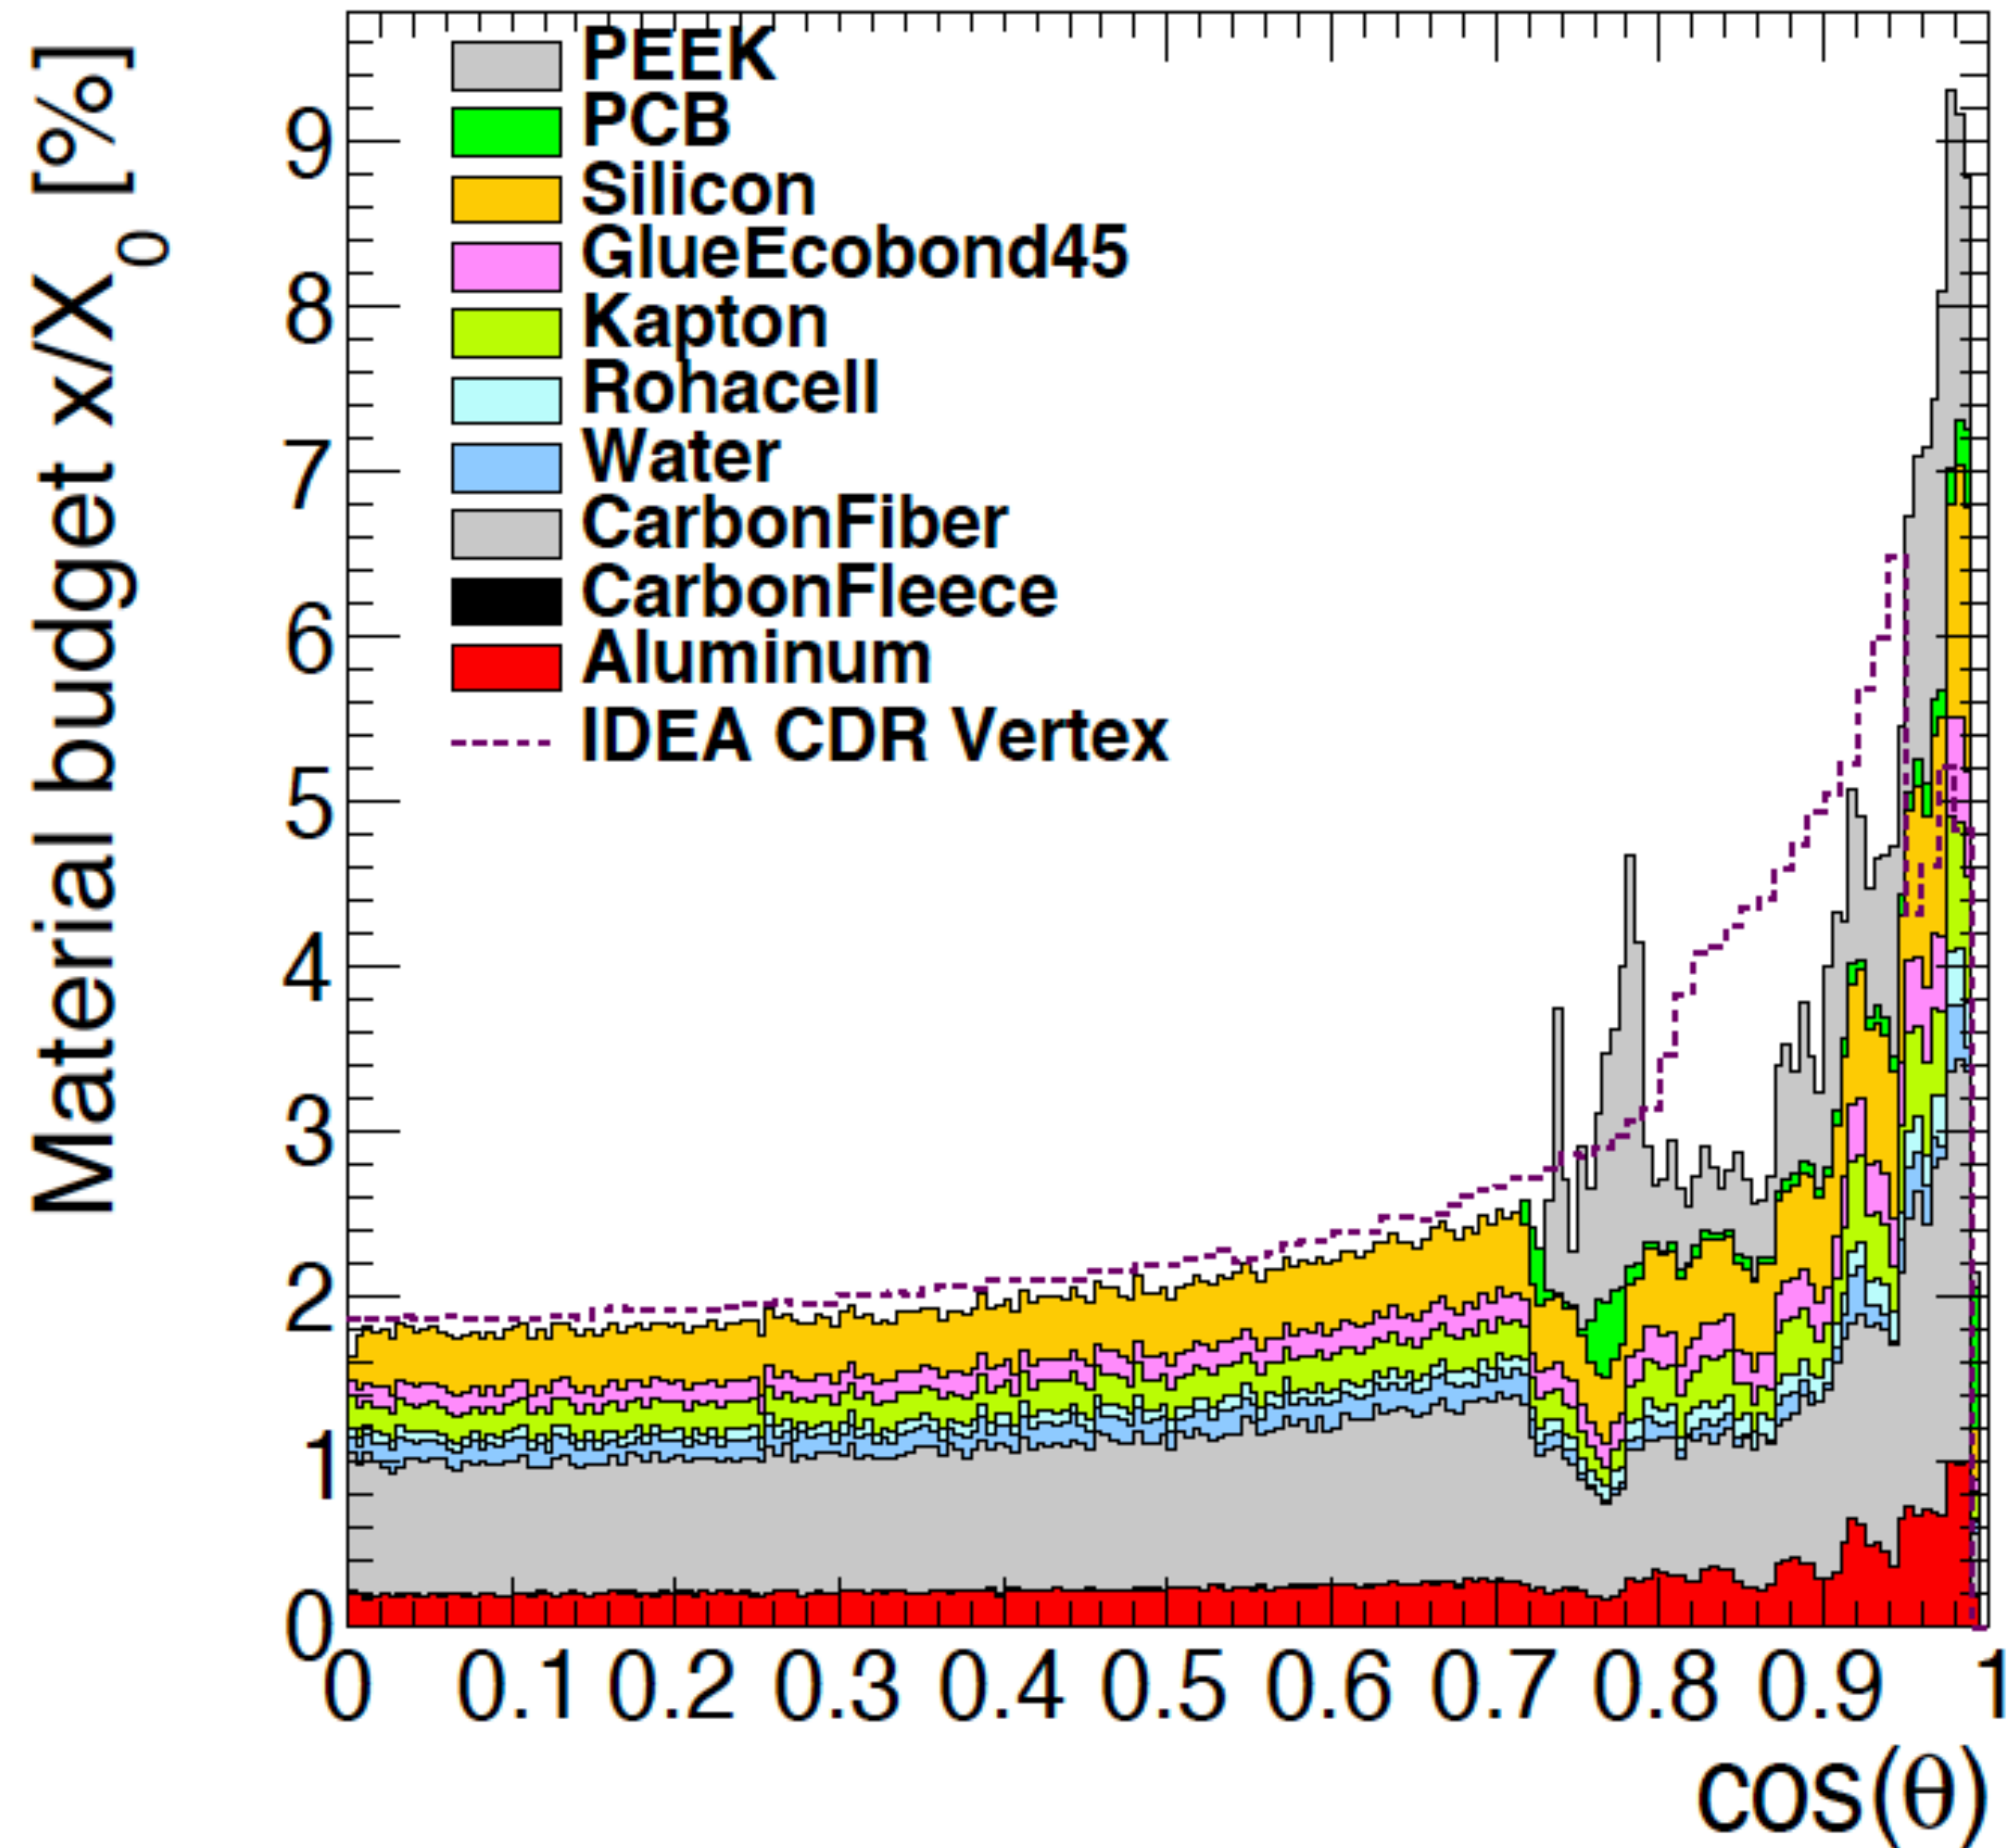 Material budget x/X0 [%]
PEEK
PCB
Silicon
GlueEcobond45
Kapton
Rohacell
Water
CarbonFiber
CarbonFleece
Aluminum
IDEA CDR Vertex
9
8
7
6
5
4
3
2
1
0
0 0.1 0.2 0.3 0.4 0.5 0.6 0.7 0.8 0.9 1
cos(θ)